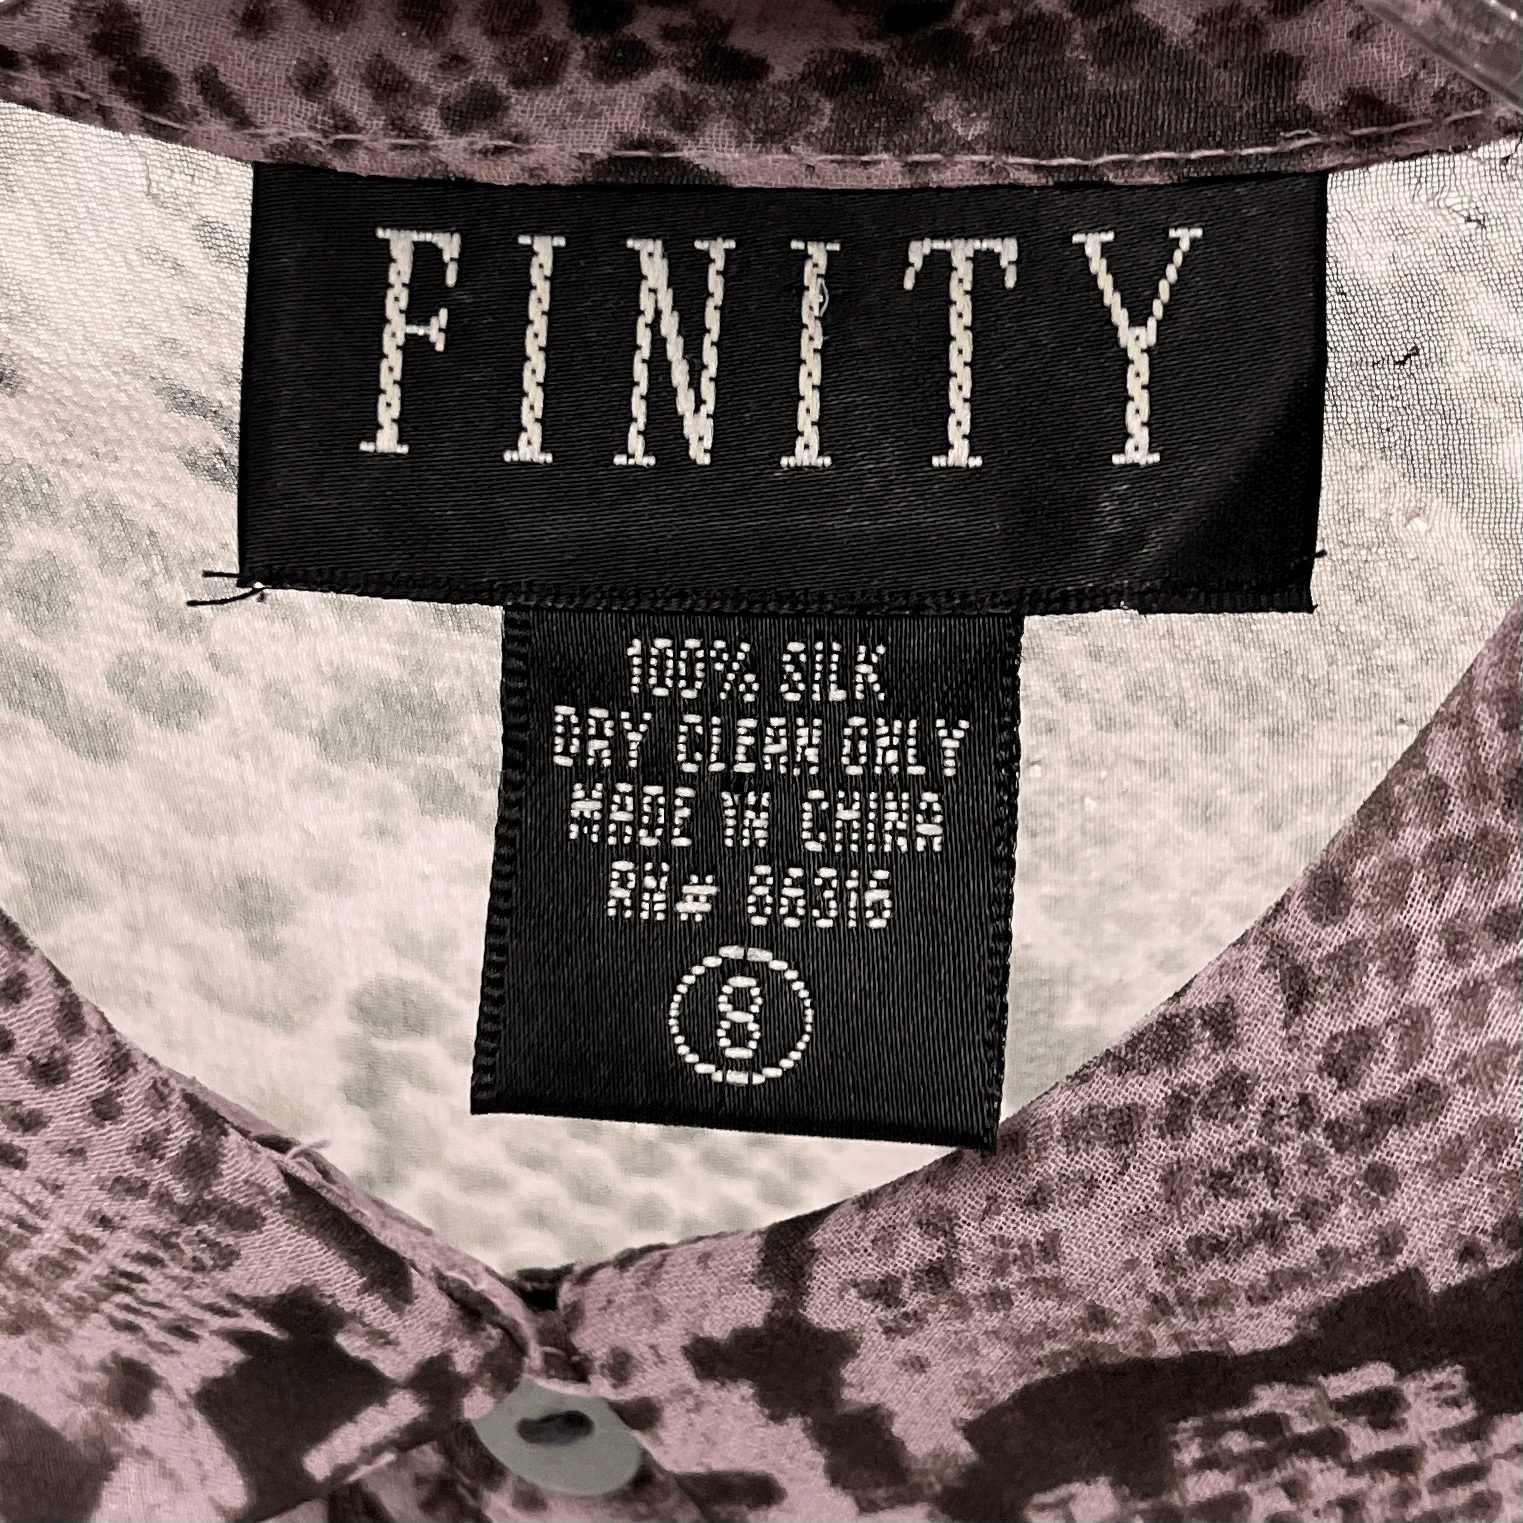 FINITY
100% SILK
DRY CLEAN ONLY
MADE IN CHINA
RN# 86316
8